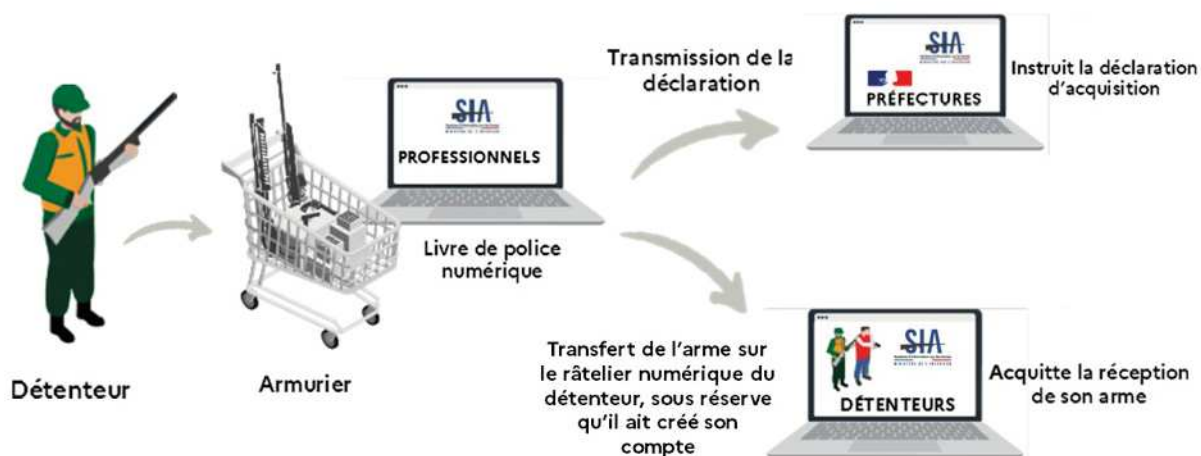 Détenteur
Armurier
SIA
PROFESSIONNELS
Livre de police
numérique
Transmission de la
déclaration
SIA
PRÉFECTURES
Instruit la déclaration
d'acquisition
Transfert de l'arme sur
le râtelier numérique du
détenteur, sous réserve
qu'il ait créé son
compte
SIA
DÉTENTEURS
Acquitte la réception
de son arme